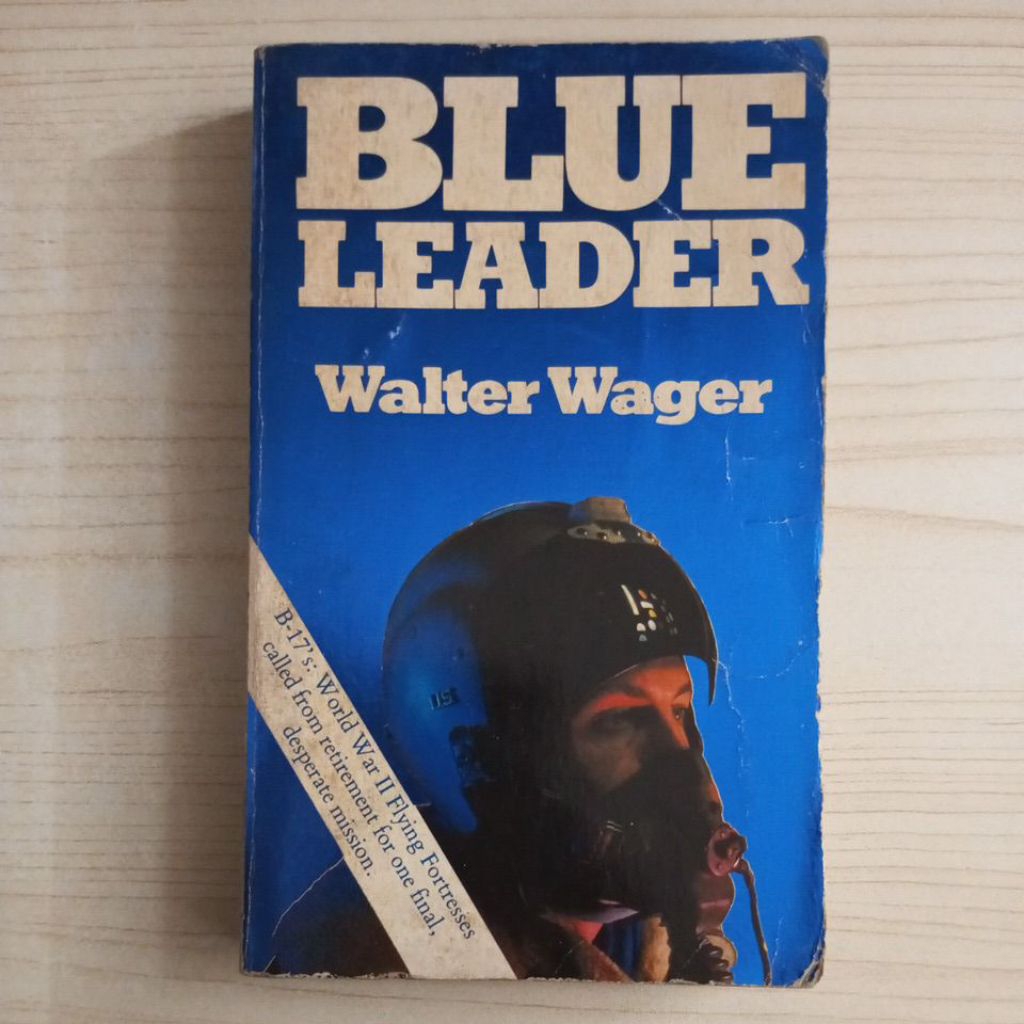 BLUE
LEADER
Walter Wager
B-17's: World War II Flying Fortresses
called from retirement for one final,
desperate mission.